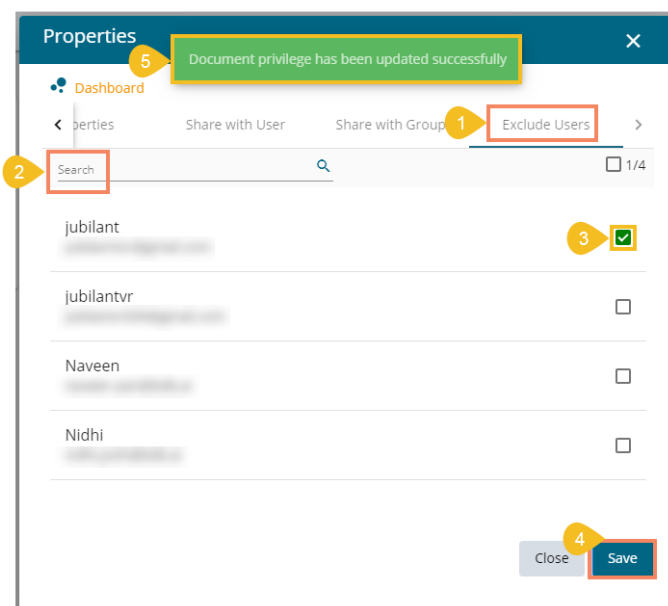 Properties
5
Document privilege has been updated successfully
Dashboard
perties Share with User Share with Group 1 Exclude Users
2 Search 1/4
jubilant
3
jubilantvr
Naveen
Nidhi
4
Close Save